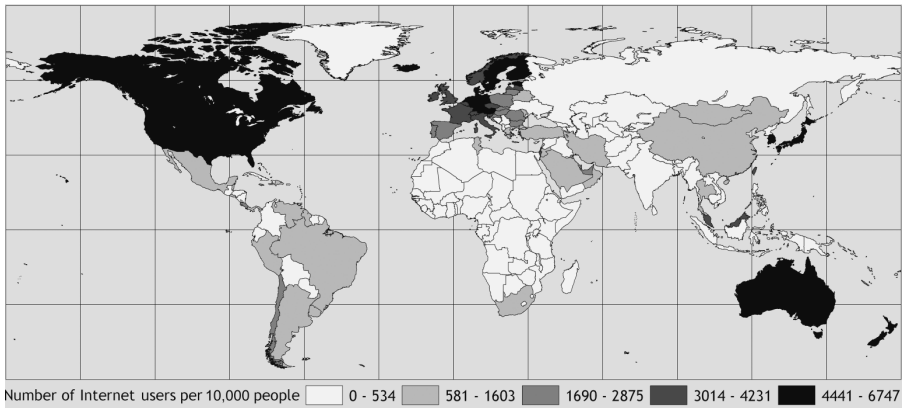 Number of Internet users per 10,000 people 0 - 534 581 - 1603 1690 - 2875 3014 - 4231 4441 - 6747